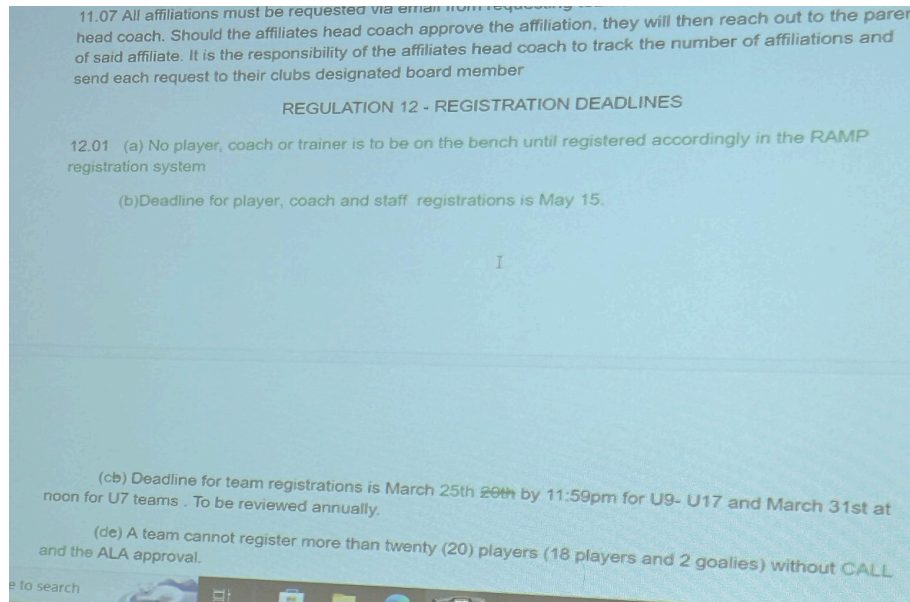 11.07 All affiliations must be requested via email from requesting
head coach. Should the affiliates head coach approve the affiliation, they will then reach out to the paren
of said affiliate. It is the responsibility of the affiliates head coach to track the number of affiliations and
send each request to their clubs designated board member
REGULATION 12 - REGISTRATION DEADLINES
12.01 (a) No player, coach or trainer is to be on the bench until registered accordingly in the RAMP
registration system
(b)Deadline for player, coach and staff registrations is May 15.
(cb) Deadline for team registrations is March 25th 20th by 11:59pm for U9- U17 and March 31st at
noon for U7 teams . To be reviewed annually.
(de) A team cannot register more than twenty (20) players (18 players and 2 goalies) without CALL
and the ALA approval.
e to search